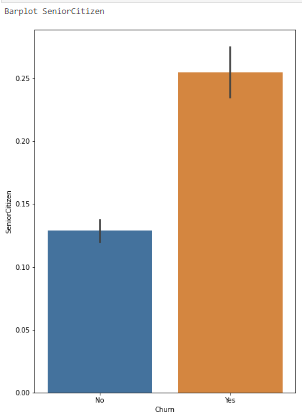 Barplot SeniorCitizen
0.25
0.20
0.15
0.10
0.05
0.00
SeniorCitizen
No Yes
Churn